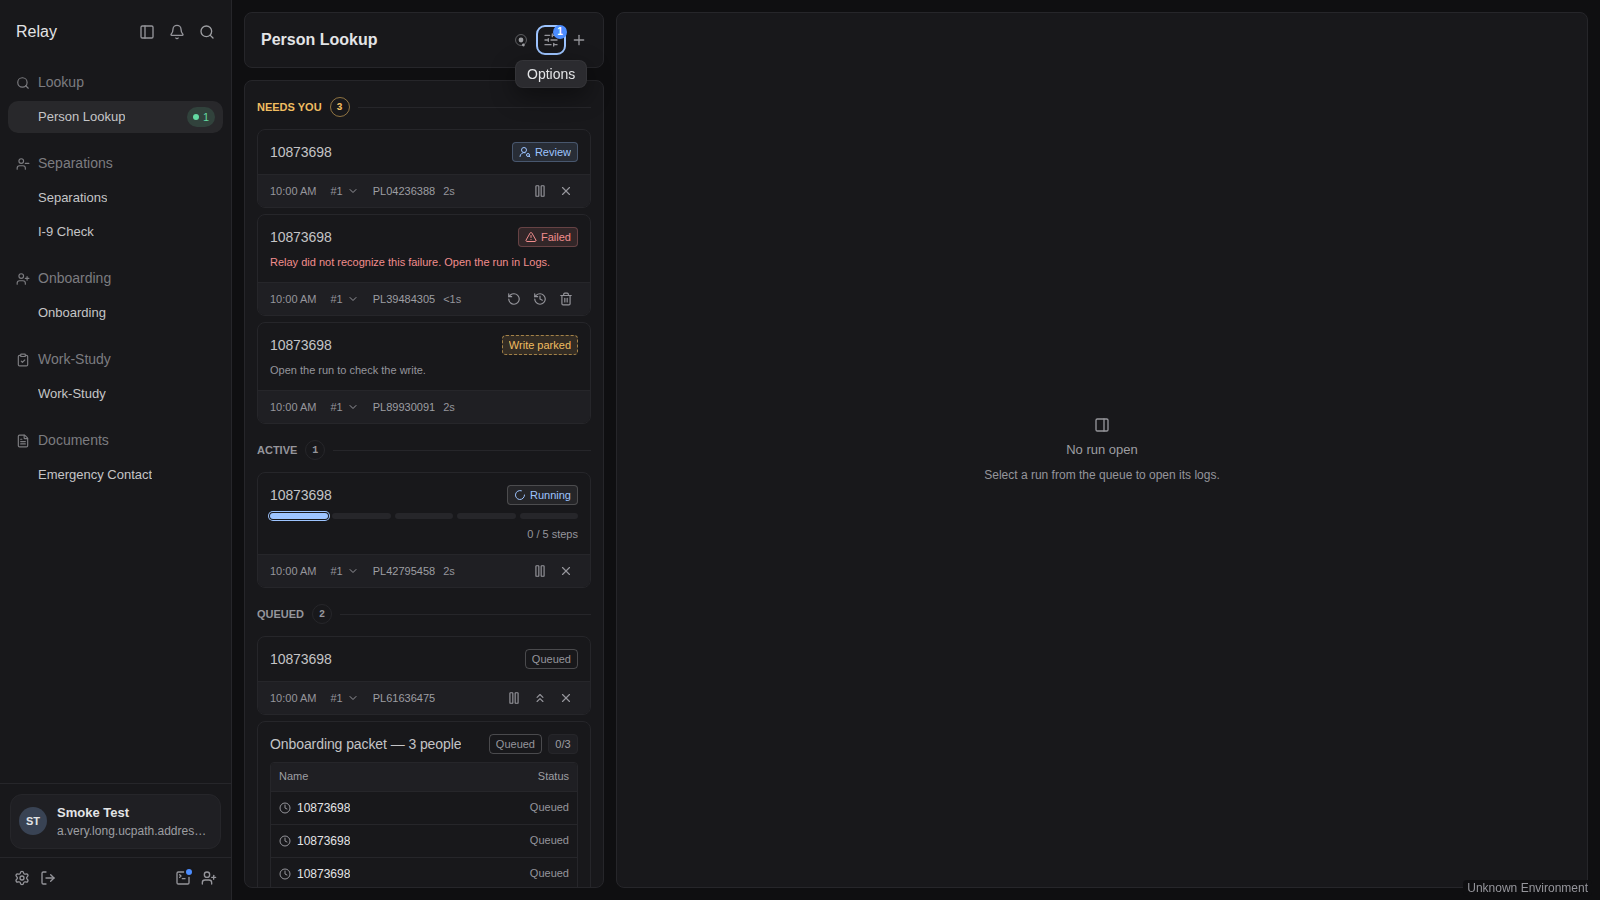 Relay
Lookup
Person Lookup
1
Separations
Separations
I-9 Check
Onboarding
Onboarding
Work-Study
Work-Study
Documents
Emergency Contact
ST
Smoke Test
a.very.long.ucpath.addres…
Person Lookup
1
Options
NEEDS YOU 3
10873698 Review
10:00 AM #1 PL04236388 2s
10873698 Failed
Relay did not recognize this failure. Open the run in Logs.
10:00 AM #1 PL39484305 <1s
10873698 Write parked
Open the run to check the write.
10:00 AM #1 PL89930091 2s
ACTIVE 1
10873698 Running
0 / 5 steps
10:00 AM #1 PL42795458 2s
QUEUED 2
10873698 Queued
10:00 AM #1 PL61636475
Onboarding packet — 3 people Queued 0/3
Name Status
10873698 Queued
10873698 Queued
10873698 Queued
No run open
Select a run from the queue to open its logs.
Unknown Environment